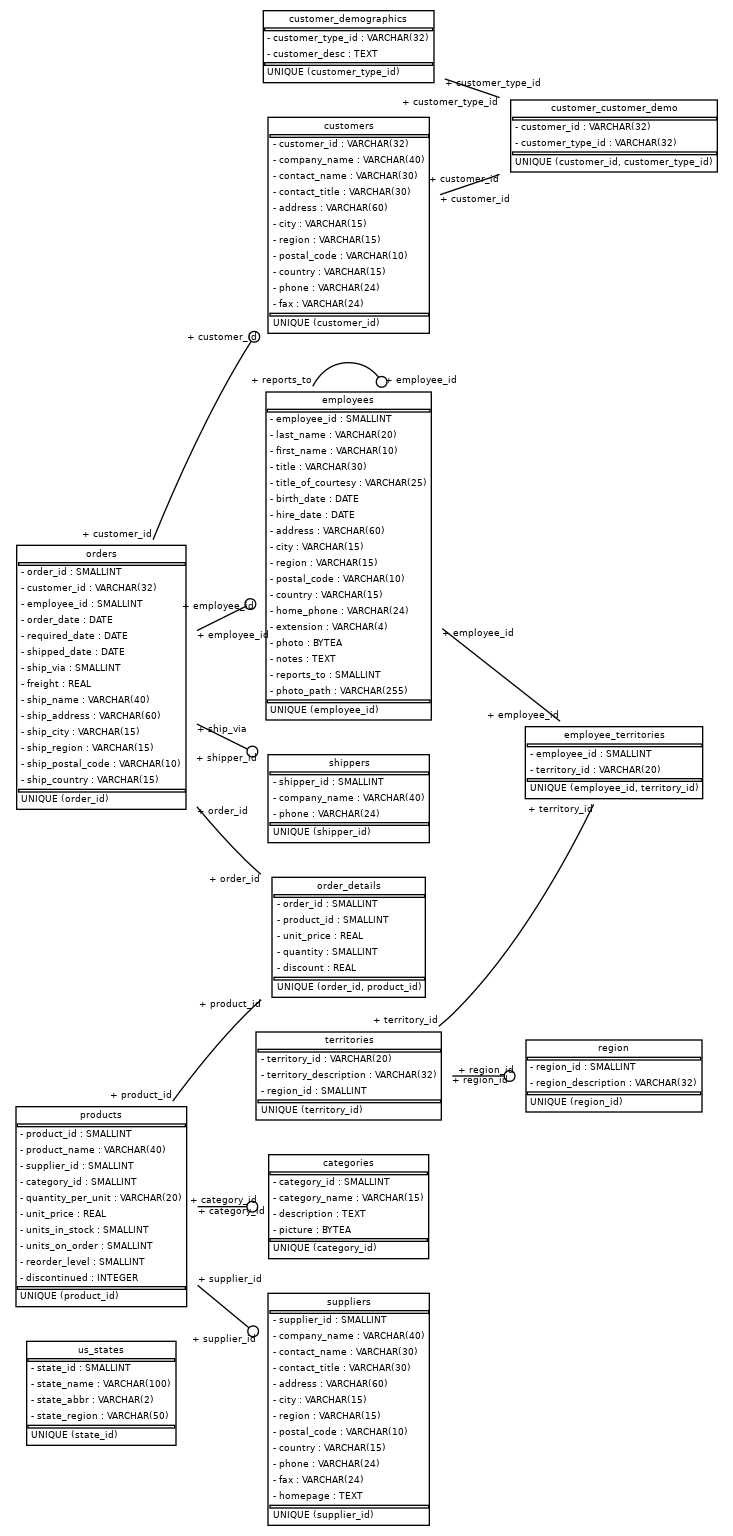 customer_demographics
- customer_type_id : VARCHAR(32)
- customer_desc : TEXT
UNIQUE (customer_type_id)
+ customer_type_id
+ customer_type_id
customer_customer_demo
- customer_id : VARCHAR(32)
- customer_type_id : VARCHAR(32)
UNIQUE (customer_id, customer_type_id)
customers
- customer_id : VARCHAR(32)
- company_name : VARCHAR(40)
- contact_name : VARCHAR(30)
- contact_title : VARCHAR(30)
- address : VARCHAR(60)
- city : VARCHAR(15)
- region : VARCHAR(15)
- postal_code : VARCHAR(10)
- country : VARCHAR(15)
- phone : VARCHAR(24)
- fax : VARCHAR(24)
UNIQUE (customer_id)
+ customer_id
+ customer_id
+ customer_id
+ reports_to
+ employee_id
employees
- employee_id : SMALLINT
- last_name : VARCHAR(20)
- first_name : VARCHAR(10)
- title : VARCHAR(30)
- title_of_courtesy : VARCHAR(25)
- birth_date : DATE
- hire_date : DATE
- address : VARCHAR(60)
- city : VARCHAR(15)
- region : VARCHAR(15)
- postal_code : VARCHAR(10)
- country : VARCHAR(15)
- home_phone : VARCHAR(24)
- extension : VARCHAR(4)
- photo : BYTEA
- notes : TEXT
- reports_to : SMALLINT
- photo_path : VARCHAR(255)
UNIQUE (employee_id)
+ customer_id
orders
- order_id : SMALLINT
- customer_id : VARCHAR(32)
- employee_id : SMALLINT
- order_date : DATE
- required_date : DATE
- shipped_date : DATE
- ship_via : SMALLINT
- freight : REAL
- ship_name : VARCHAR(40)
- ship_address : VARCHAR(60)
- ship_city : VARCHAR(15)
- ship_region : VARCHAR(15)
- ship_postal_code : VARCHAR(10)
- ship_country : VARCHAR(15)
UNIQUE (order_id)
+ employee_id
+ employee_id
+ employee_id
+ employee_id
employee_territories
- employee_id : SMALLINT
- territory_id : VARCHAR(20)
UNIQUE (employee_id, territory_id)
+ territory_id
+ ship_via
+ shipper_id
shippers
- shipper_id : SMALLINT
- company_name : VARCHAR(40)
- phone : VARCHAR(24)
UNIQUE (shipper_id)
+ order_id
+ order_id
order_details
- order_id : SMALLINT
- product_id : SMALLINT
- unit_price : REAL
- quantity : SMALLINT
- discount : REAL
UNIQUE (order_id, product_id)
+ product_id
+ territory_id
territories
- territory_id : VARCHAR(20)
- territory_description : VARCHAR(32)
- region_id : SMALLINT
UNIQUE (territory_id)
+ region_id
+ region_id
region
- region_id : SMALLINT
- region_description : VARCHAR(32)
UNIQUE (region_id)
+ product_id
products
- product_id : SMALLINT
- product_name : VARCHAR(40)
- supplier_id : SMALLINT
- category_id : SMALLINT
- quantity_per_unit : VARCHAR(20)
- unit_price : REAL
- units_in_stock : SMALLINT
- units_on_order : SMALLINT
- reorder_level : SMALLINT
- discontinued : INTEGER
UNIQUE (product_id)
+ category_id
+ category_id
categories
- category_id : SMALLINT
- category_name : VARCHAR(15)
- description : TEXT
- picture : BYTEA
UNIQUE (category_id)
+ supplier_id
+ supplier_id
suppliers
- supplier_id : SMALLINT
- company_name : VARCHAR(40)
- contact_name : VARCHAR(30)
- contact_title : VARCHAR(30)
- address : VARCHAR(60)
- city : VARCHAR(15)
- region : VARCHAR(15)
- postal_code : VARCHAR(10)
- country : VARCHAR(15)
- phone : VARCHAR(24)
- fax : VARCHAR(24)
- homepage : TEXT
UNIQUE (supplier_id)
us_states
- state_id : SMALLINT
- state_name : VARCHAR(100)
- state_abbr : VARCHAR(2)
- state_region : VARCHAR(50)
UNIQUE (state_id)